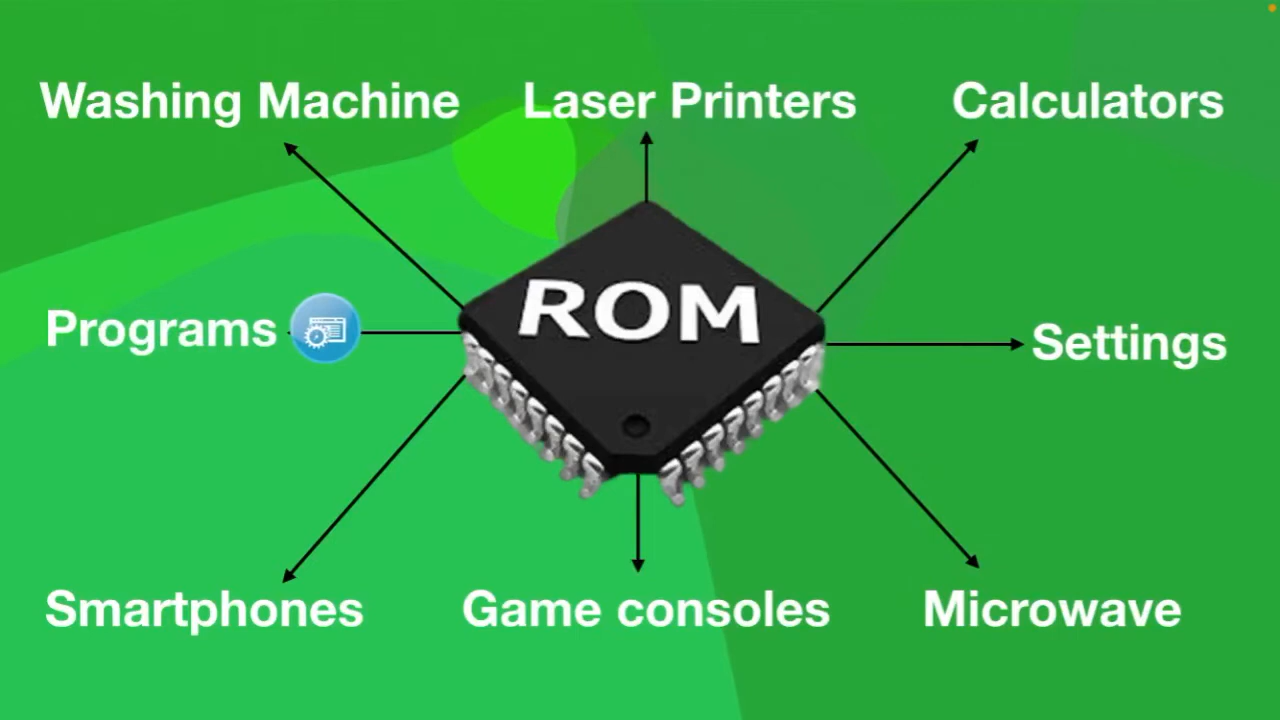 Washing Machine
Laser Printers
Calculators
ROM
Programs
Settings
Smartphones
Game consoles
Microwave